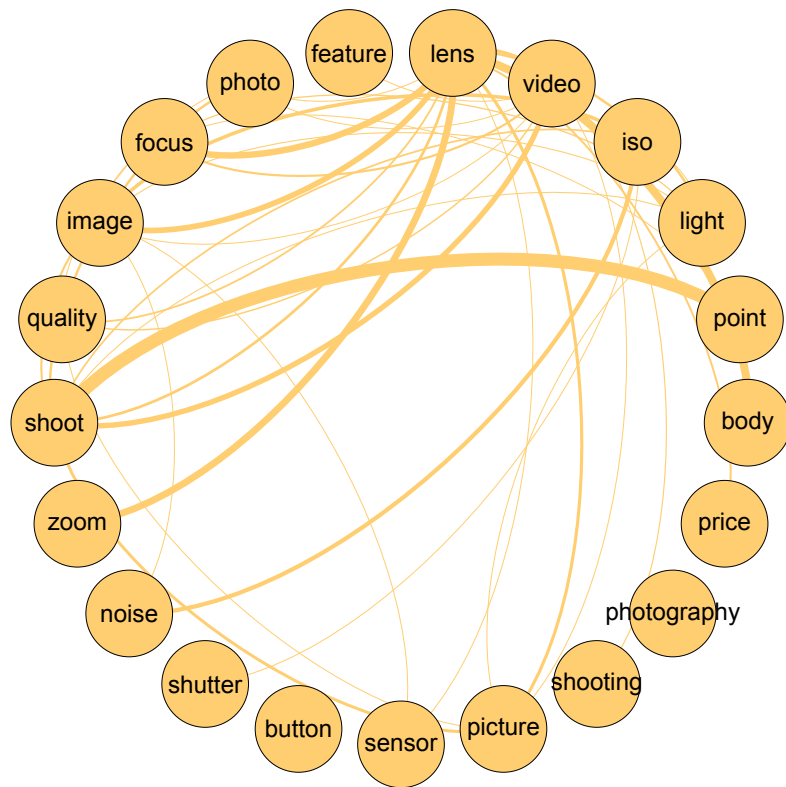 lens
feature
video
photo
iso
focus
light
image
point
quality
body
shoot
price
zoom
photography
noise
shooting
shutter
picture
button
sensor